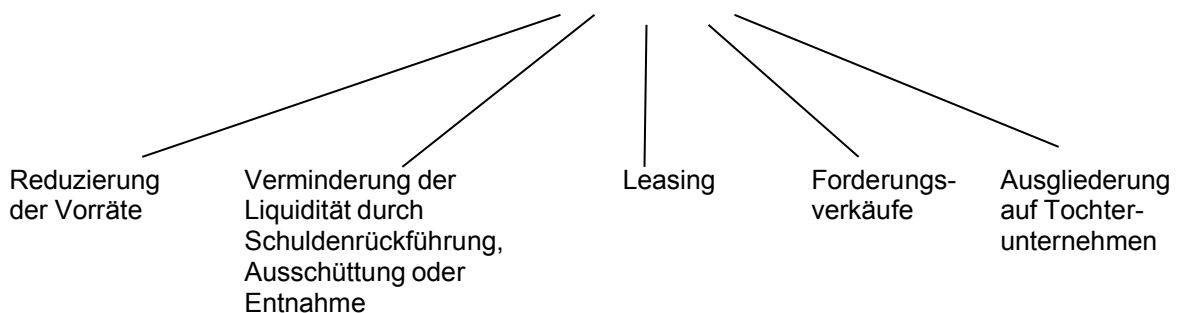 Reduzierung
der Vorräte
Verminderung der
Liquidität durch
Schuldenrückführung,
Ausschüttung oder
Entnahme
Leasing
Forderungs-
verkäufe
Ausgliederung
auf Tochter-
unternehmen